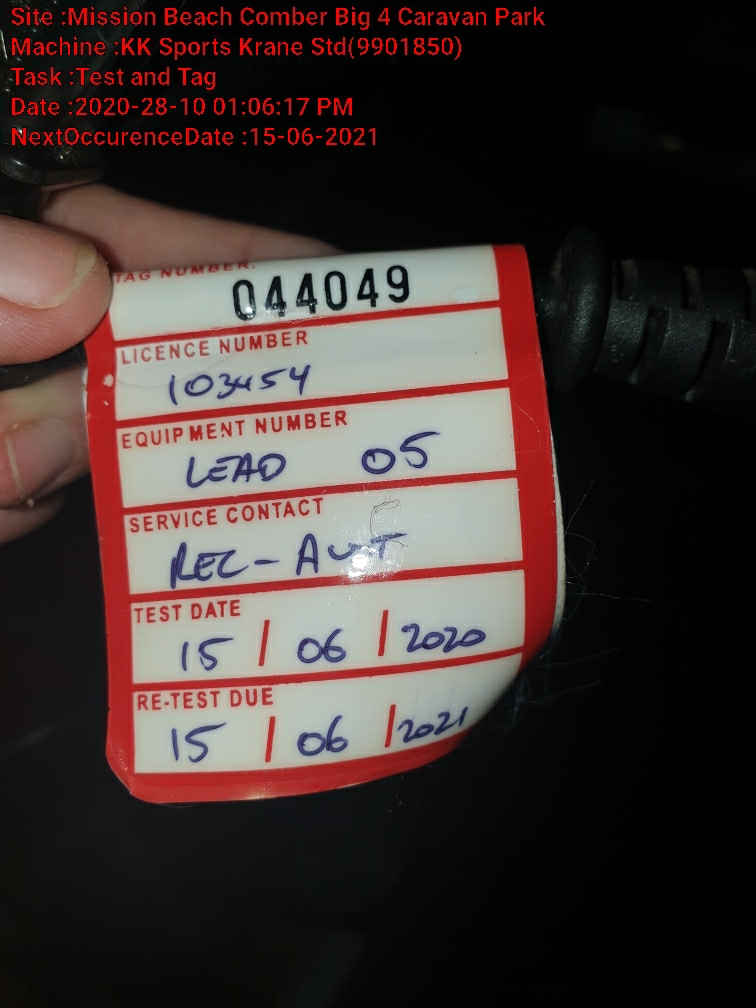 Site :Mission Beach Comber Big 4 Caravan Park
Machine :KK Sports Krane Std(9901850)
Task :Test and Tag
Date :2020-28-10 01:06:17 PM
NextOccurenceDate :15-06-2021
TAG NUMBER.
044049
LICENCE NUMBER
103454
EQUIPMENT NUMBER
LEAD 05
SERVICE CONTACT
REC-AUT
TEST DATE
15 / 06 / 2020
RE-TEST DUE
15 / 06 / 2021